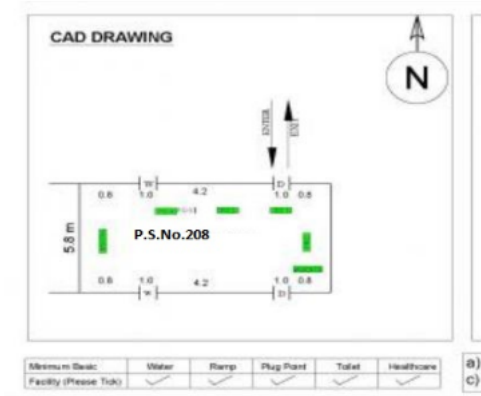 CAD DRAWING
N
ENTER
EXIT
W D
0.8 1.0 4.2 1.0 0.8
5.8 m
P.S.No.208
0.8 1.0 4.2 1.0 0.8
W D
Minimum Basic Water Ramp Plug Point Toilet Healthcare
Facility (Please Tick)
a)
c)